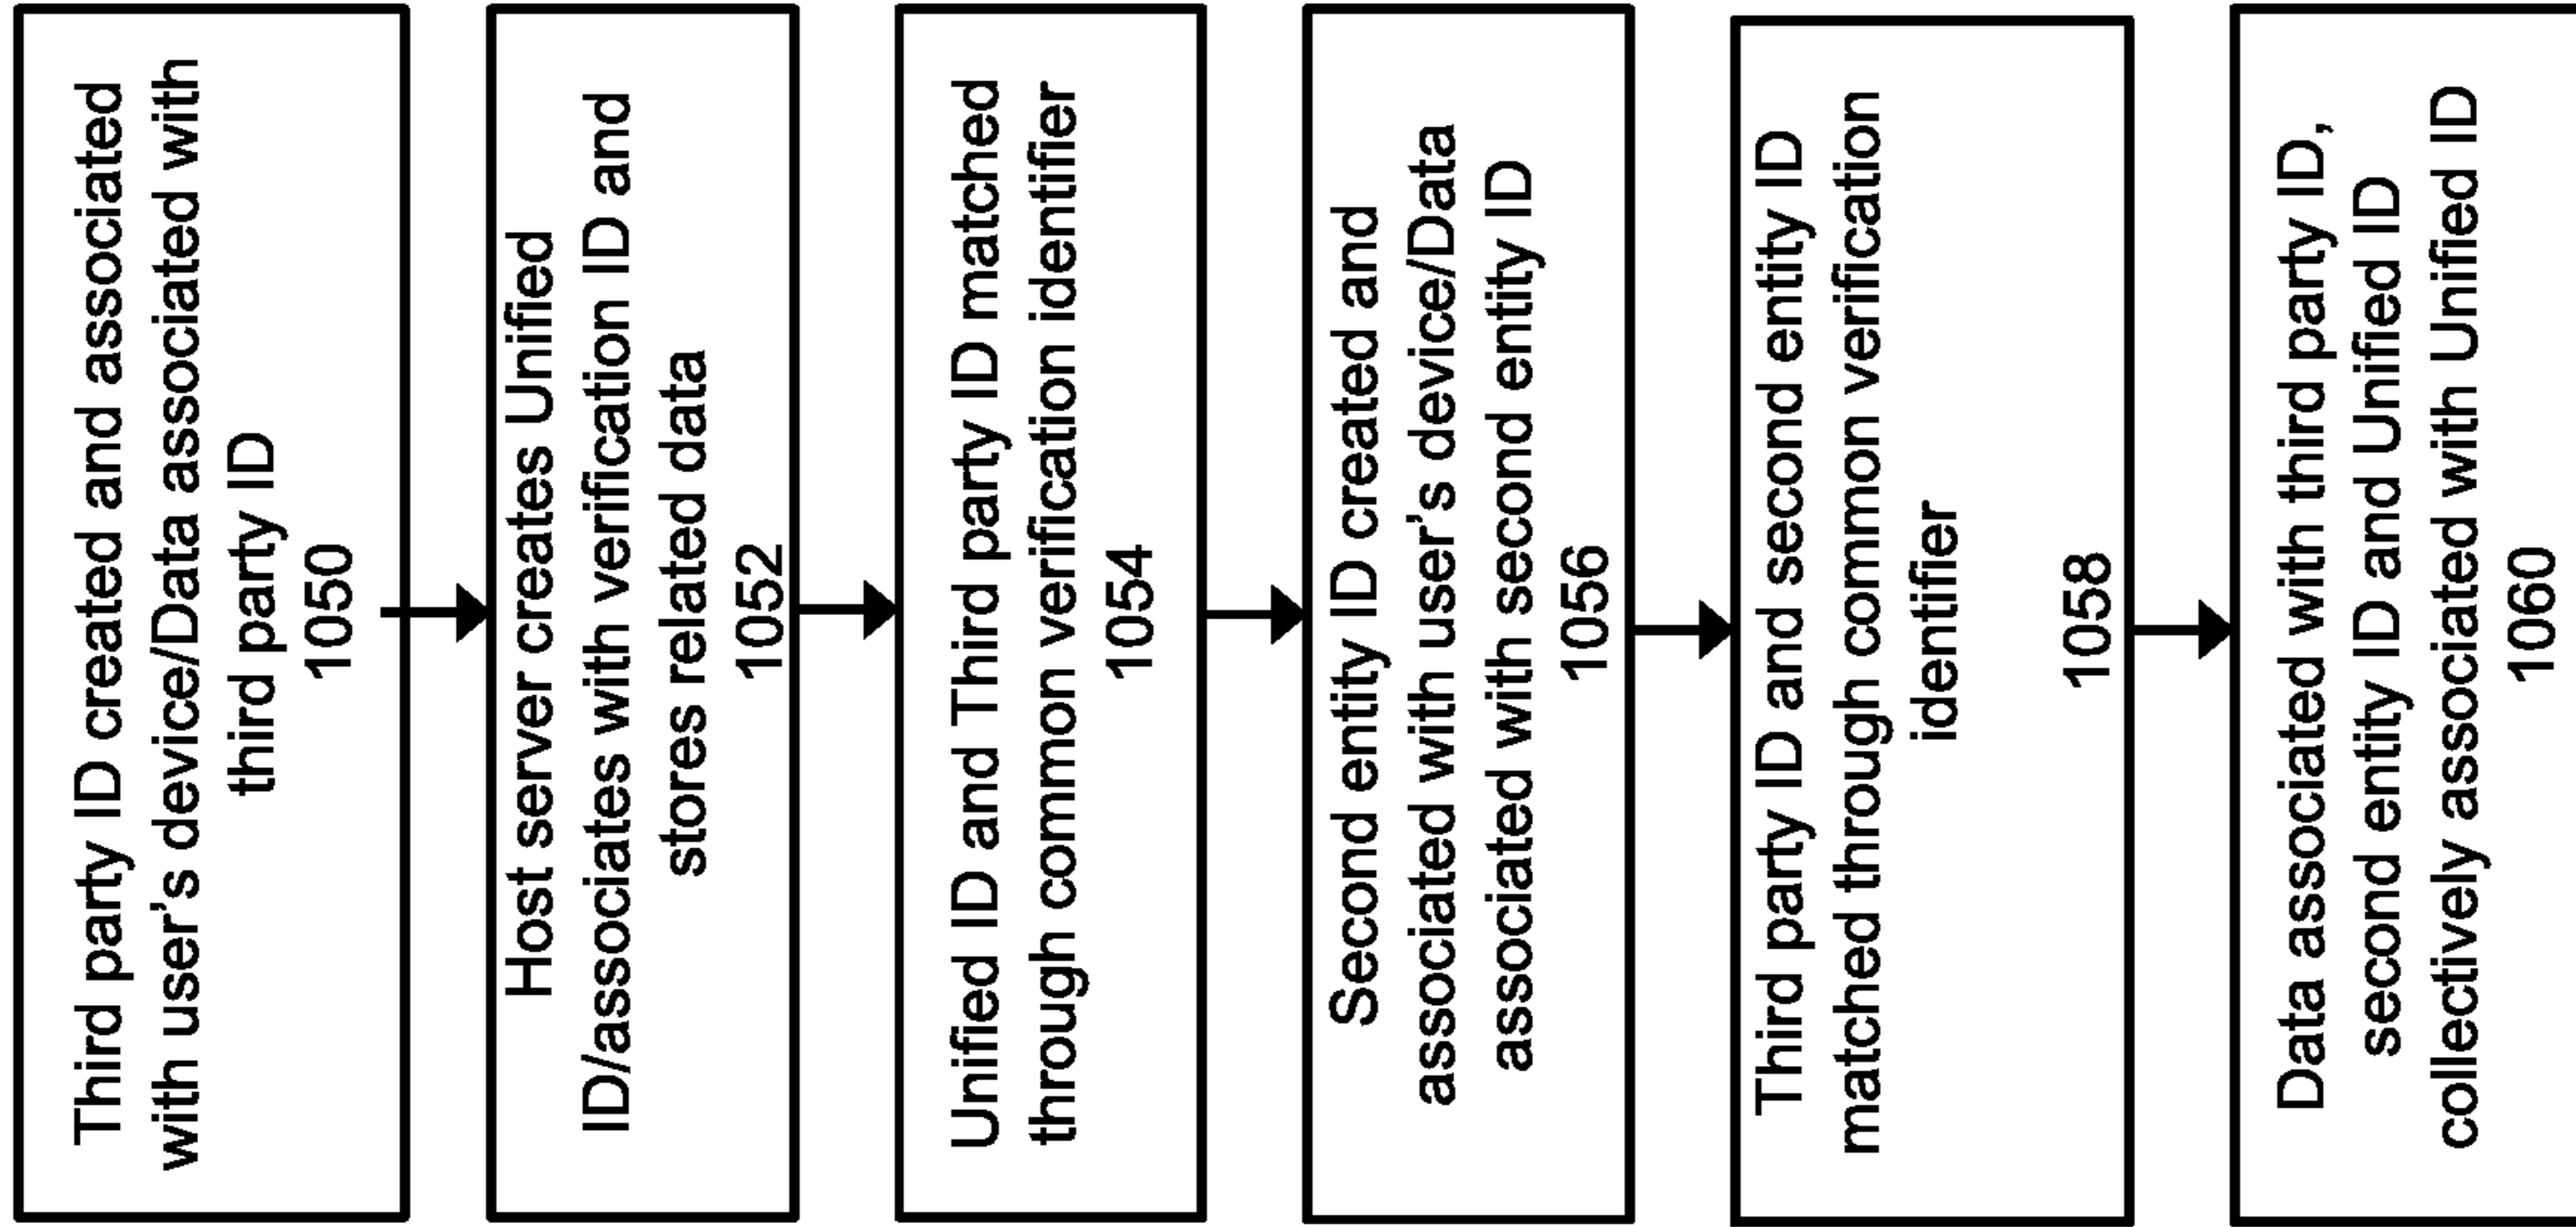 Third party ID created and associated
with user's device/Data associated with
third party ID
1050
Host server creates Unified
ID/associates with verification ID and
stores related data
1052
Unified ID and Third party ID matched
through common verification identifier
1054
Second entity ID created and
associated with user's device/Data
associated with second entity ID
1056
Third party ID and second entity ID
matched through common verification
identifier
1058
Data associated with third party ID,
second entity ID and Unified ID
collectively associated with Unified ID
1060